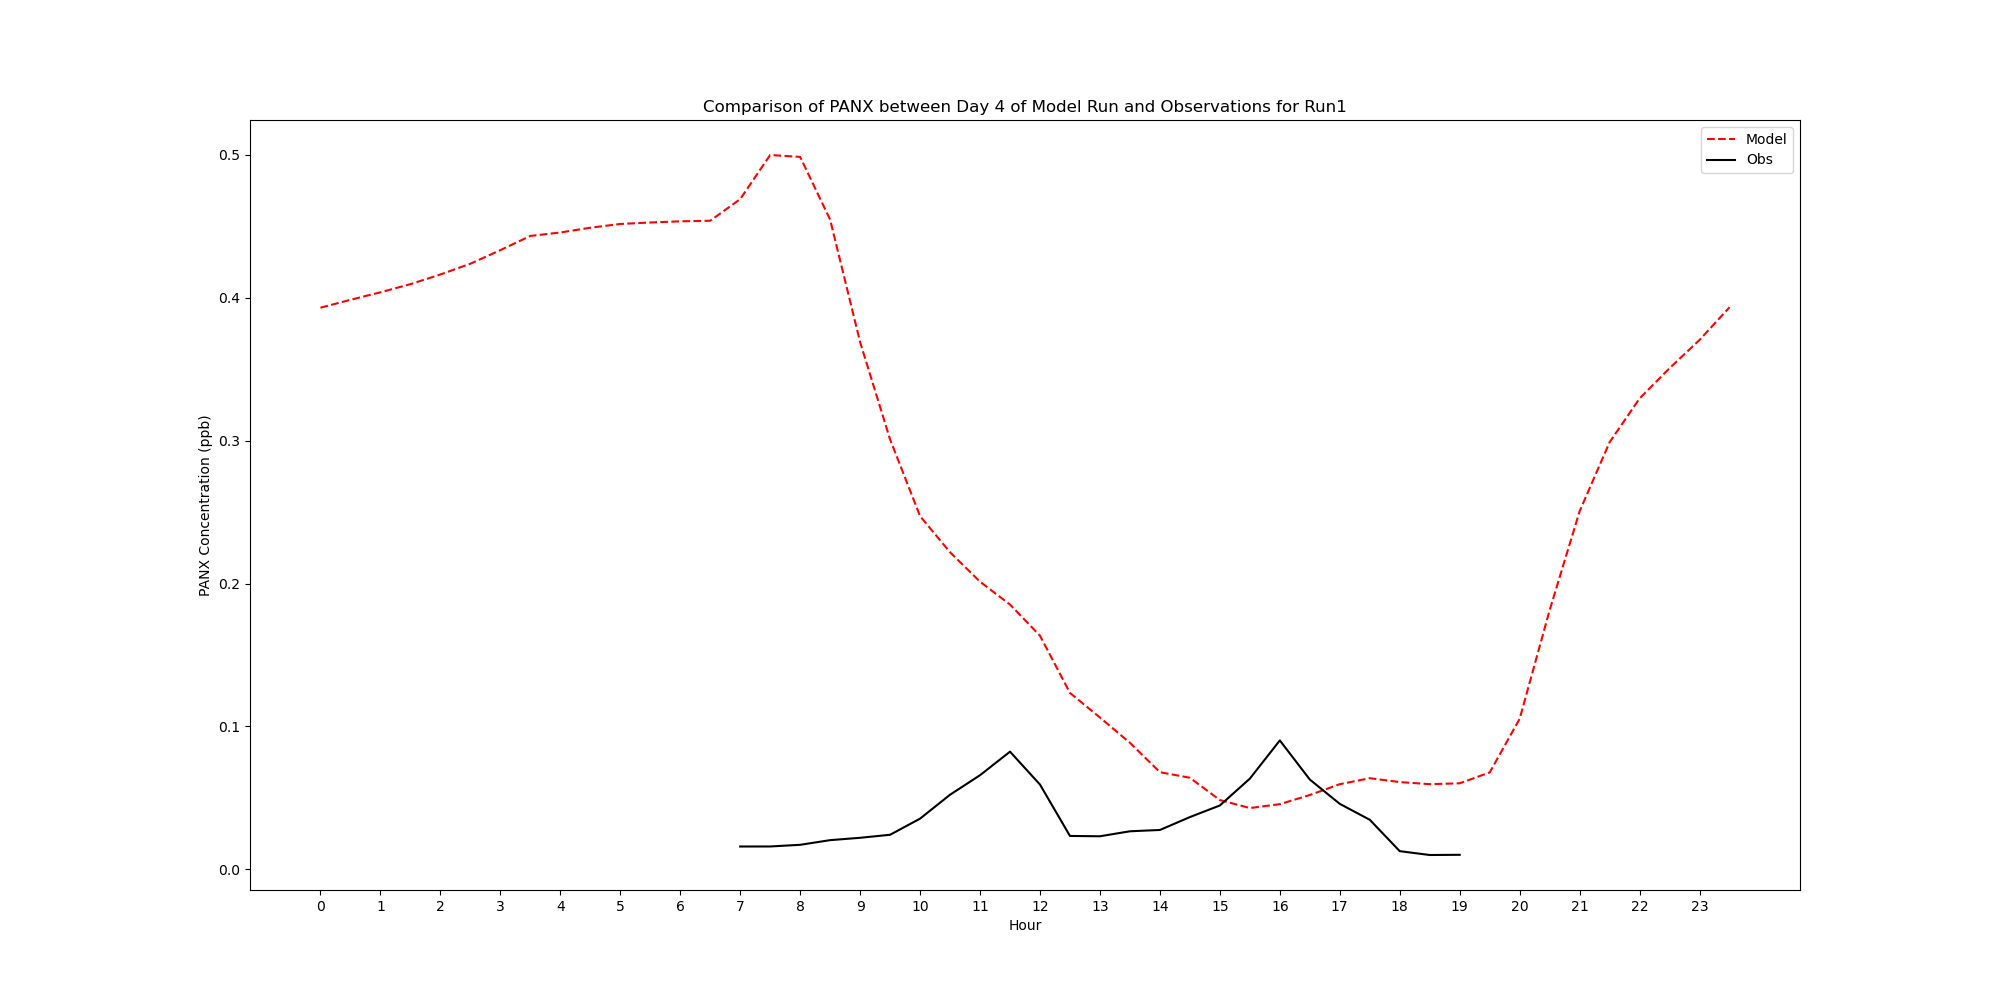 Comparison of PANX between Day 4 of Model Run and Observations for Run1
Model
Obs
PANX Concentration (ppb)
0.5
0.4
0.3
0.2
0.1
0.0
0 1 2 3 4 5 6 7 8 9 10 11 12 13 14 15 16 17 18 19 20 21 22 23
Hour